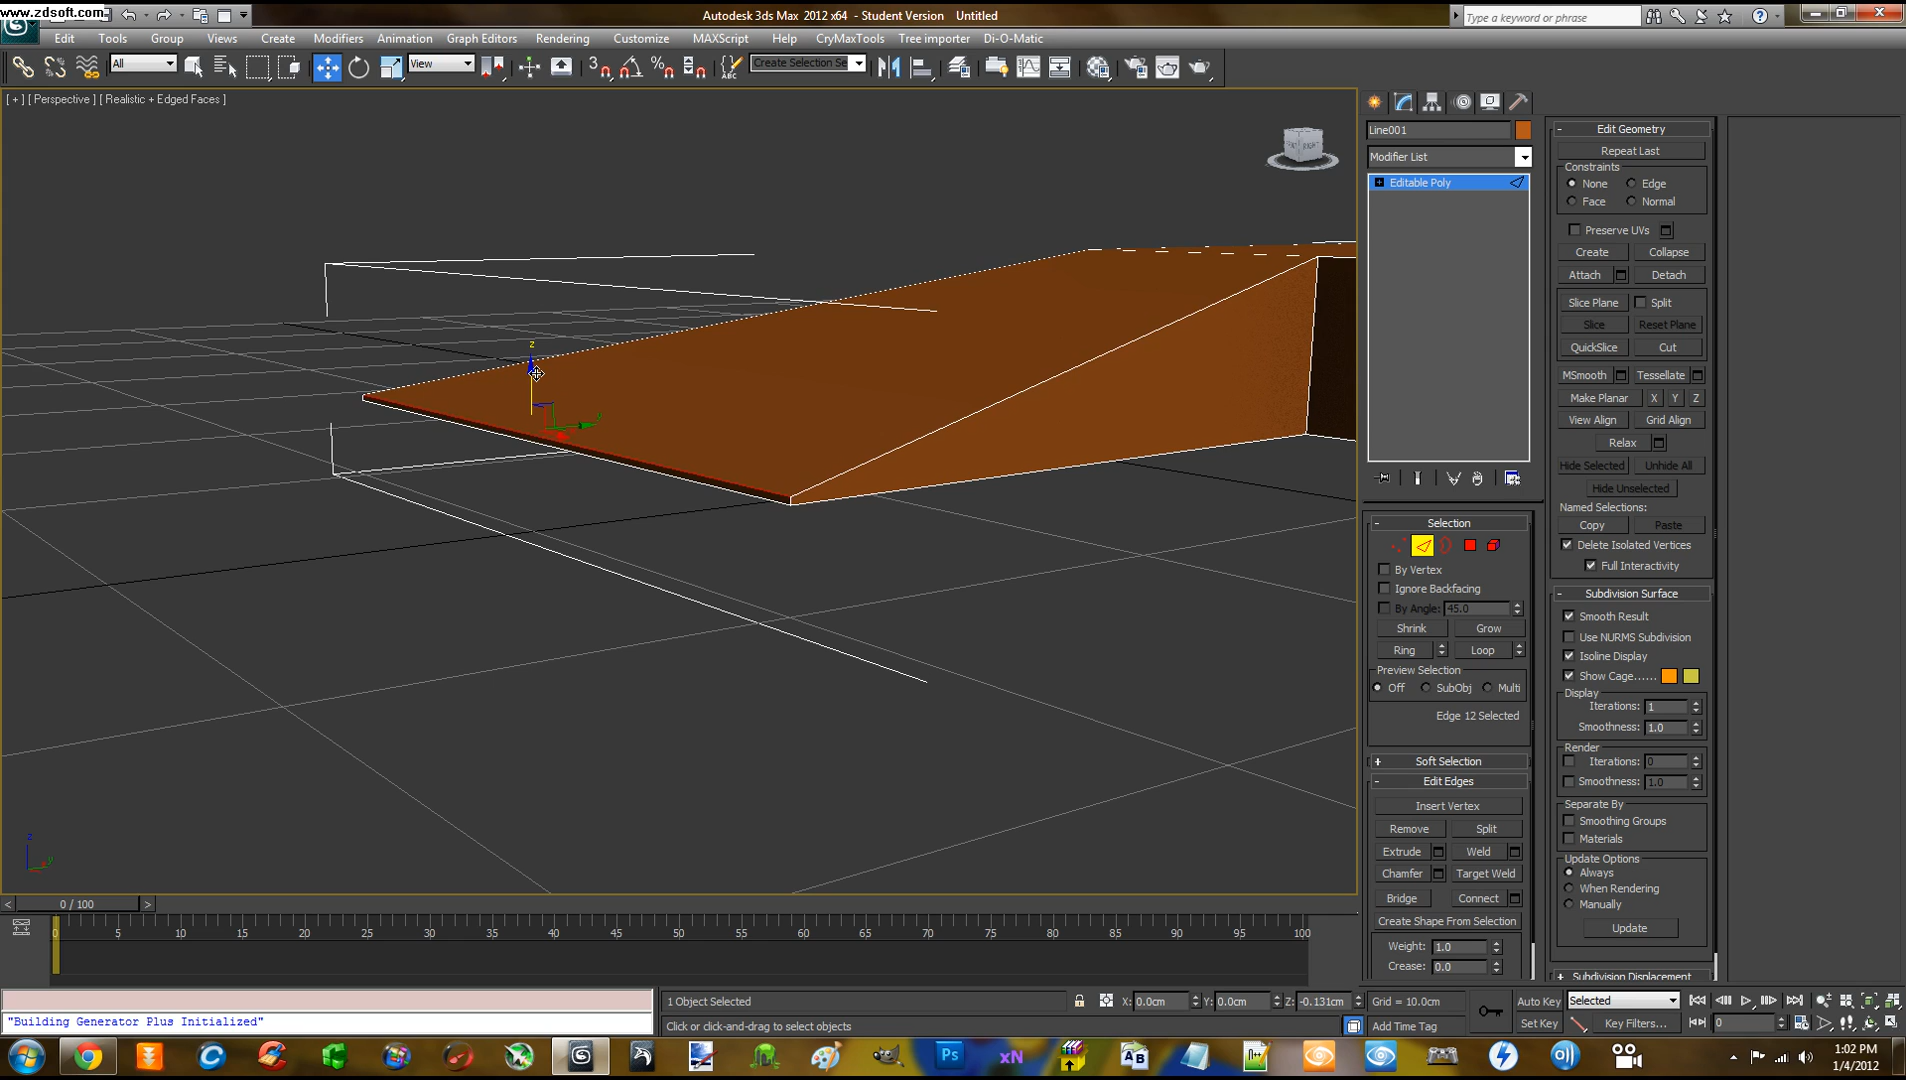 www.zdsoft.com
Autodesk 3ds Max 2012 x64 - Student Version Untitled
Type a keyword or phrase
Edit Tools Group Views Create Modifiers Animation Graph Editors Rendering Customize MAXScript Help CryMaxTools Tree importer Di-O-Matic
All View Create Selection Se
[ + ] [ Perspective ] [ Realistic + Edged Faces ]
RIGHT
z
z
Line001
Modifier List
Editable Poly
Selection
By Vertex
Ignore Backfacing
By Angle: 45.0
Shrink Grow
Ring Loop
Preview Selection
Off SubObj Multi
Edge 12 Selected
Soft Selection
Edit Edges
Insert Vertex
Remove Split
Extrude Weld
Chamfer Target Weld
Bridge Connect
Create Shape From Selection
Weight: 1.0
Crease: 0.0
Edit Geometry
Repeat Last
Constraints
None Edge
Face Normal
Preserve UVs
Create Collapse
Attach Detach
Slice Plane Split
Slice Reset Plane
QuickSlice Cut
MSmooth Tessellate
Make Planar X Y Z
View Align Grid Align
Relax
Hide Selected Unhide All
Hide Unselected
Named Selections:
Copy Paste
Delete Isolated Vertices
Full Interactivity
Subdivision Surface
Smooth Result
Use NURMS Subdivision
Isoline Display
Show Cage......
Display
Iterations: 1
Smoothness: 1.0
Render
Iterations: 0
Smoothness: 1.0
Separate By
Smoothing Groups
Materials
Update Options
Always
When Rendering
Manually
Update
Subdivision Displacement
< 0 / 100 >
0 5 10 15 20 25 30 35 40 45 50 55 60 65 70 75 80 85 90 95 100
1 Object Selected X: 0.0cm Y: 0.0cm Z: -0.131cm Grid = 10.0cm Auto Key Selected
"Building Generator Plus Initialized" Click or click-and-drag to select objects Add Time Tag Set Key Key Filters... 0
Ps xN AB
1:02 PM
1/4/2012